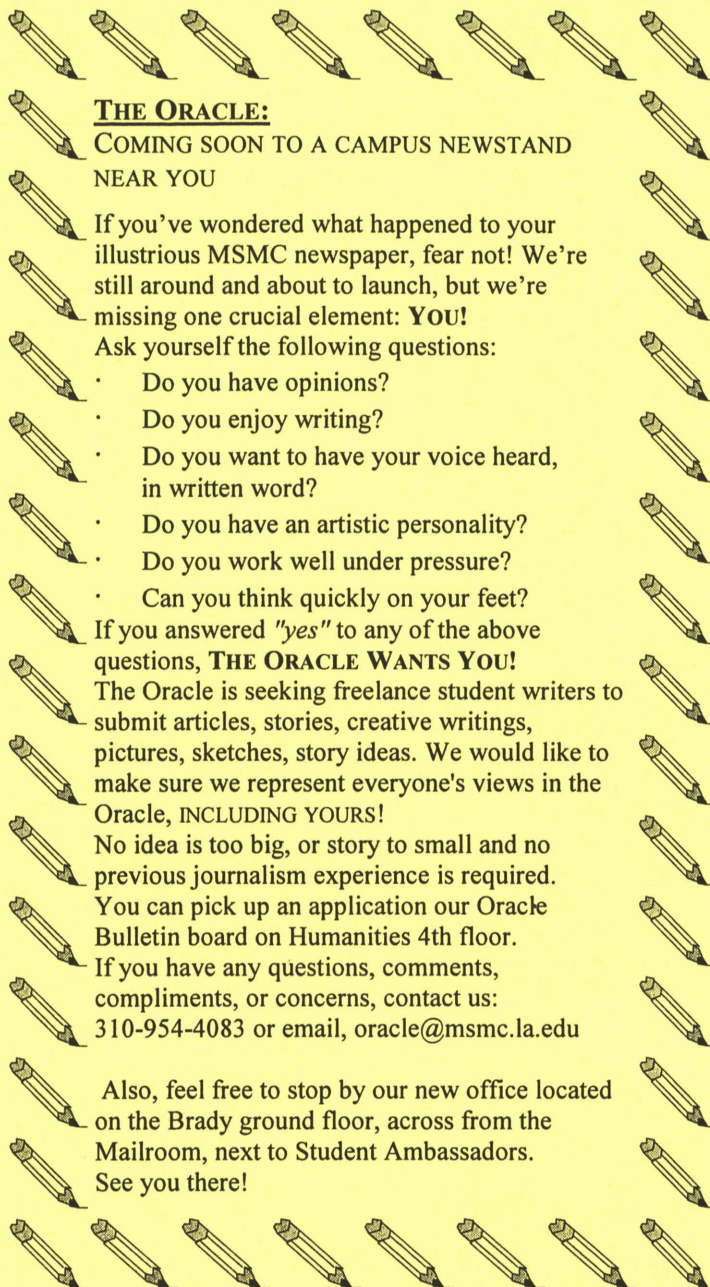 THE ORACLE:
COMING SOON TO A CAMPUS NEWSTAND
NEAR YOU
If you've wondered what happened to your
illustrious MSMC newspaper, fear not! We're
still around and about to launch, but we're
missing one crucial element: YOU!
Ask yourself the following questions:
· Do you have opinions?
· Do you enjoy writing?
· Do you want to have your voice heard,
in written word?
· Do you have an artistic personality?
· Do you work well under pressure?
· Can you think quickly on your feet?
If you answered "yes" to any of the above
questions, THE ORACLE WANTS YOU!
The Oracle is seeking freelance student writers to
submit articles, stories, creative writings,
pictures, sketches, story ideas. We would like to
make sure we represent everyone's views in the
Oracle, INCLUDING YOURS!
No idea is too big, or story to small and no
previous journalism experience is required.
You can pick up an application our Oracle
Bulletin board on Humanities 4th floor.
If you have any questions, comments,
compliments, or concerns, contact us:
310-954-4083 or email, oracle@msmc.la.edu
Also, feel free to stop by our new office located
on the Brady ground floor, across from the
Mailroom, next to Student Ambassadors.
See you there!